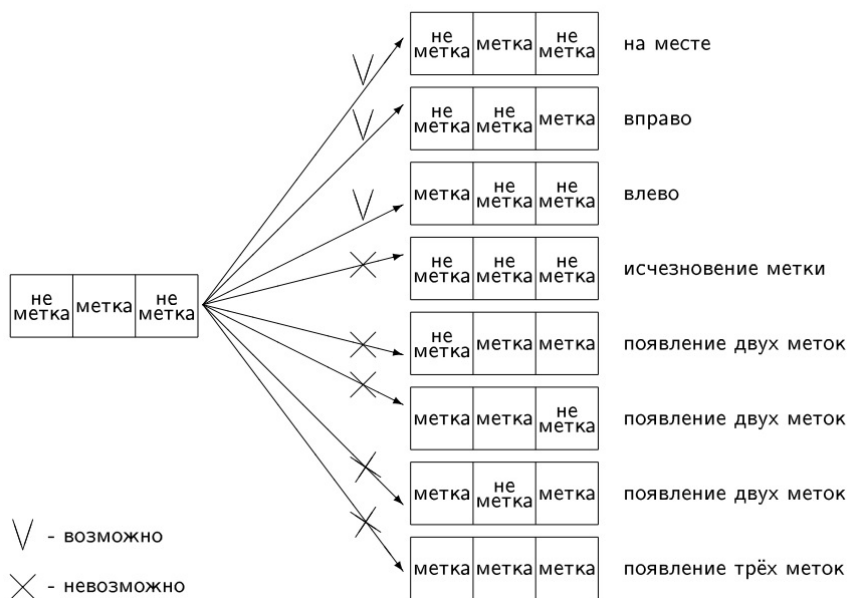 не метка
метка
не метка
на месте
не метка
не метка
метка
вправо
метка
не метка
не метка
влево
не метка
не метка
не метка
исчезновение метки
не метка
метка
не метка
не метка
метка
метка
появление двух меток
метка
метка
не метка
появление двух меток
метка
не метка
метка
появление двух меток
метка
метка
метка
появление трёх меток
- возможно
- невозможно